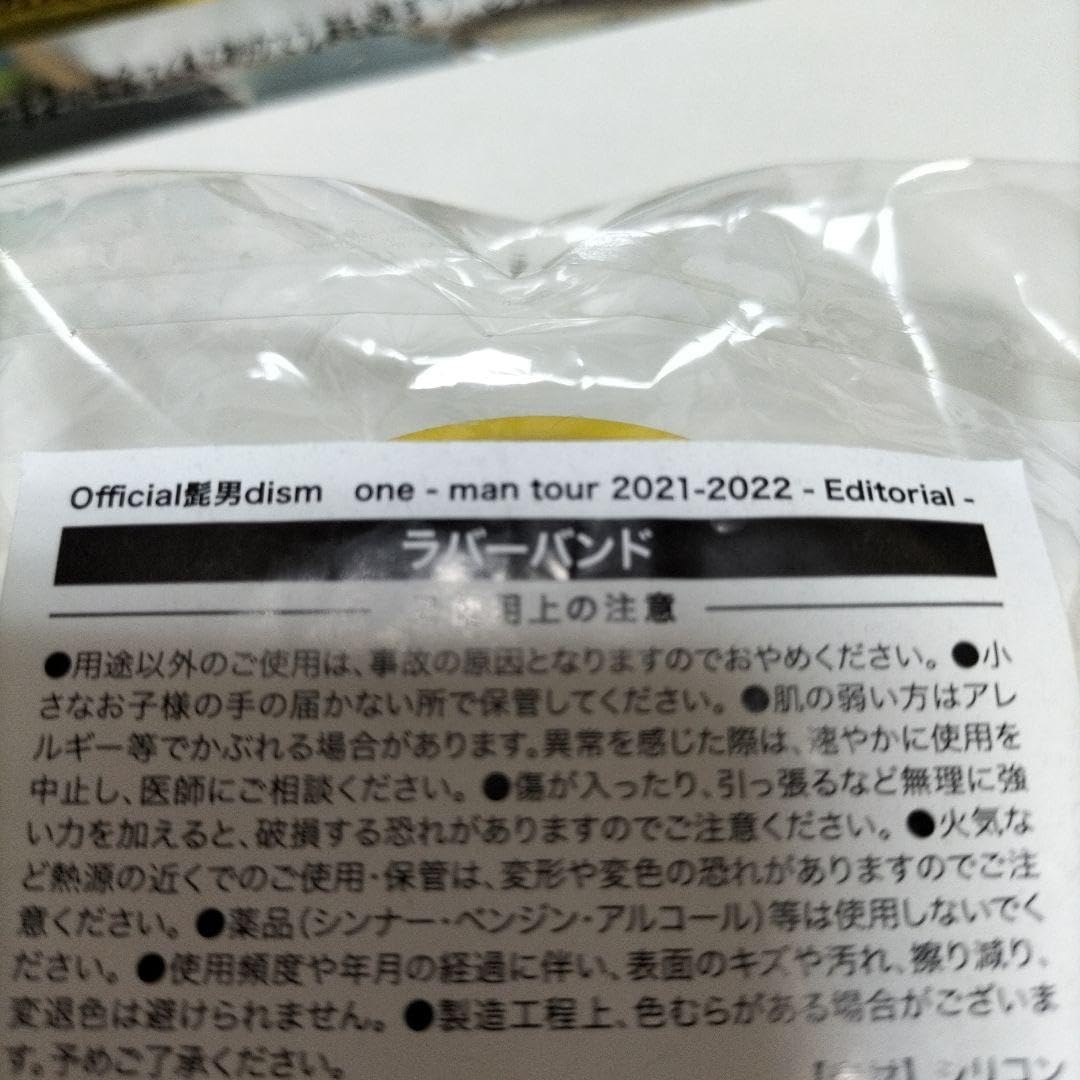 Official髭男dism one - man tour 2021-2022 - Editorial -
ラバーバンド
用上の注意
●用途以外のご使用は、事故の原因となりますのでおやめください。●小
さなお子様の手の届かない所で保管してください。●肌の弱い方はアレ
ルギー等でかぶれる場合があります。異常を感じた際は、速やかに使用を
中止し、医師にご相談ください。●傷が入ったり、引っ張るなど無理に強
い力を加えると、破損する恐れがありますのでご注意ください。●火気な
ど熱源の近くでのご使用・保管は、変形や変色の恐れがありますのでご注
意ください。●薬品(シンナー・ベンジン・アルコール)等は使用しないでく
ださい。●使用頻度や年月の経過に伴い、表面のキズや汚れ、擦り減り、
変退色は避けられません。●製造工程上、色むらがある場合がございま
す。予めご了承ください。
シリコン